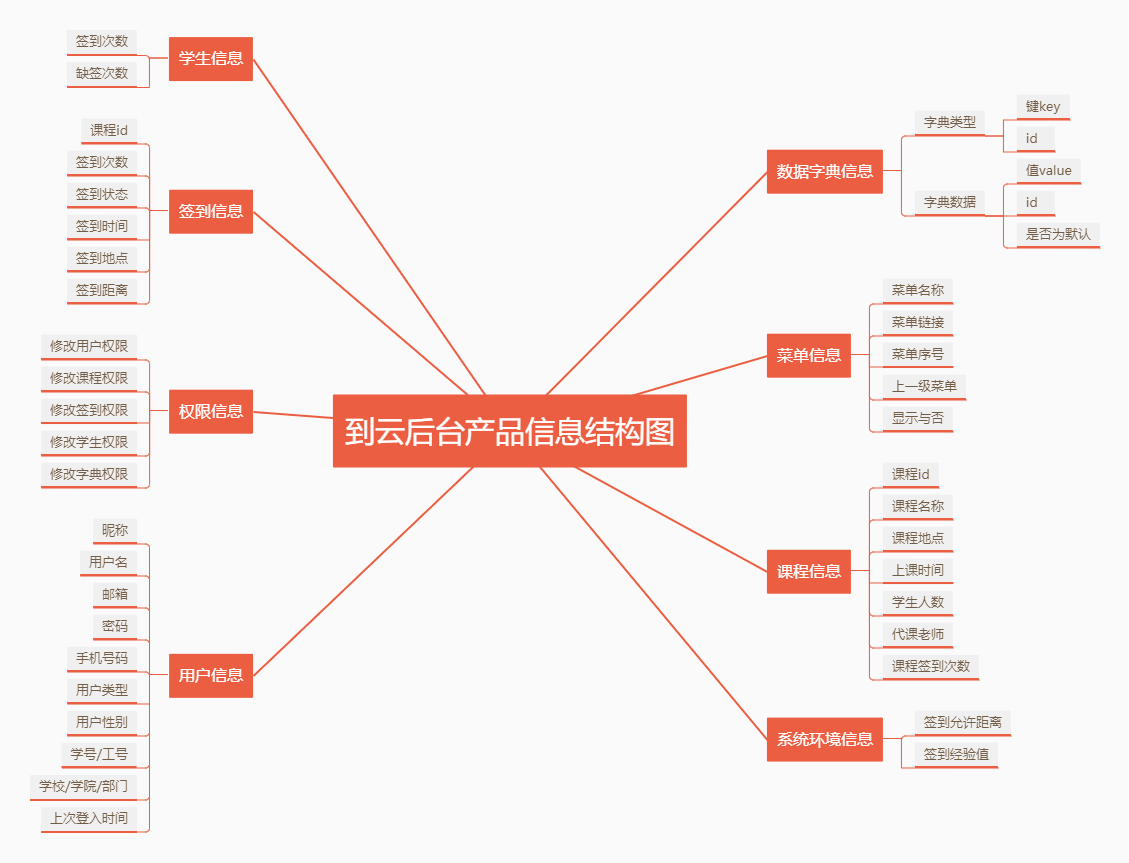 到云后台产品信息结构图
学生信息
签到次数
缺签次数
签到信息
课程id
签到次数
签到状态
签到时间
签到地点
签到距离
权限信息
修改用户权限
修改课程权限
修改签到权限
修改学生权限
修改字典权限
用户信息
昵称
用户名
邮箱
密码
手机号码
用户类型
用户性别
学号/工号
学校/学院/部门
上次登入时间
数据字典信息
字典类型
键key
id
字典数据
值value
id
是否为默认
菜单信息
菜单名称
菜单链接
菜单序号
上一级菜单
显示与否
课程信息
课程id
课程名称
课程地点
上课时间
学生人数
代课老师
课程签到次数
系统环境信息
签到允许距离
签到经验值